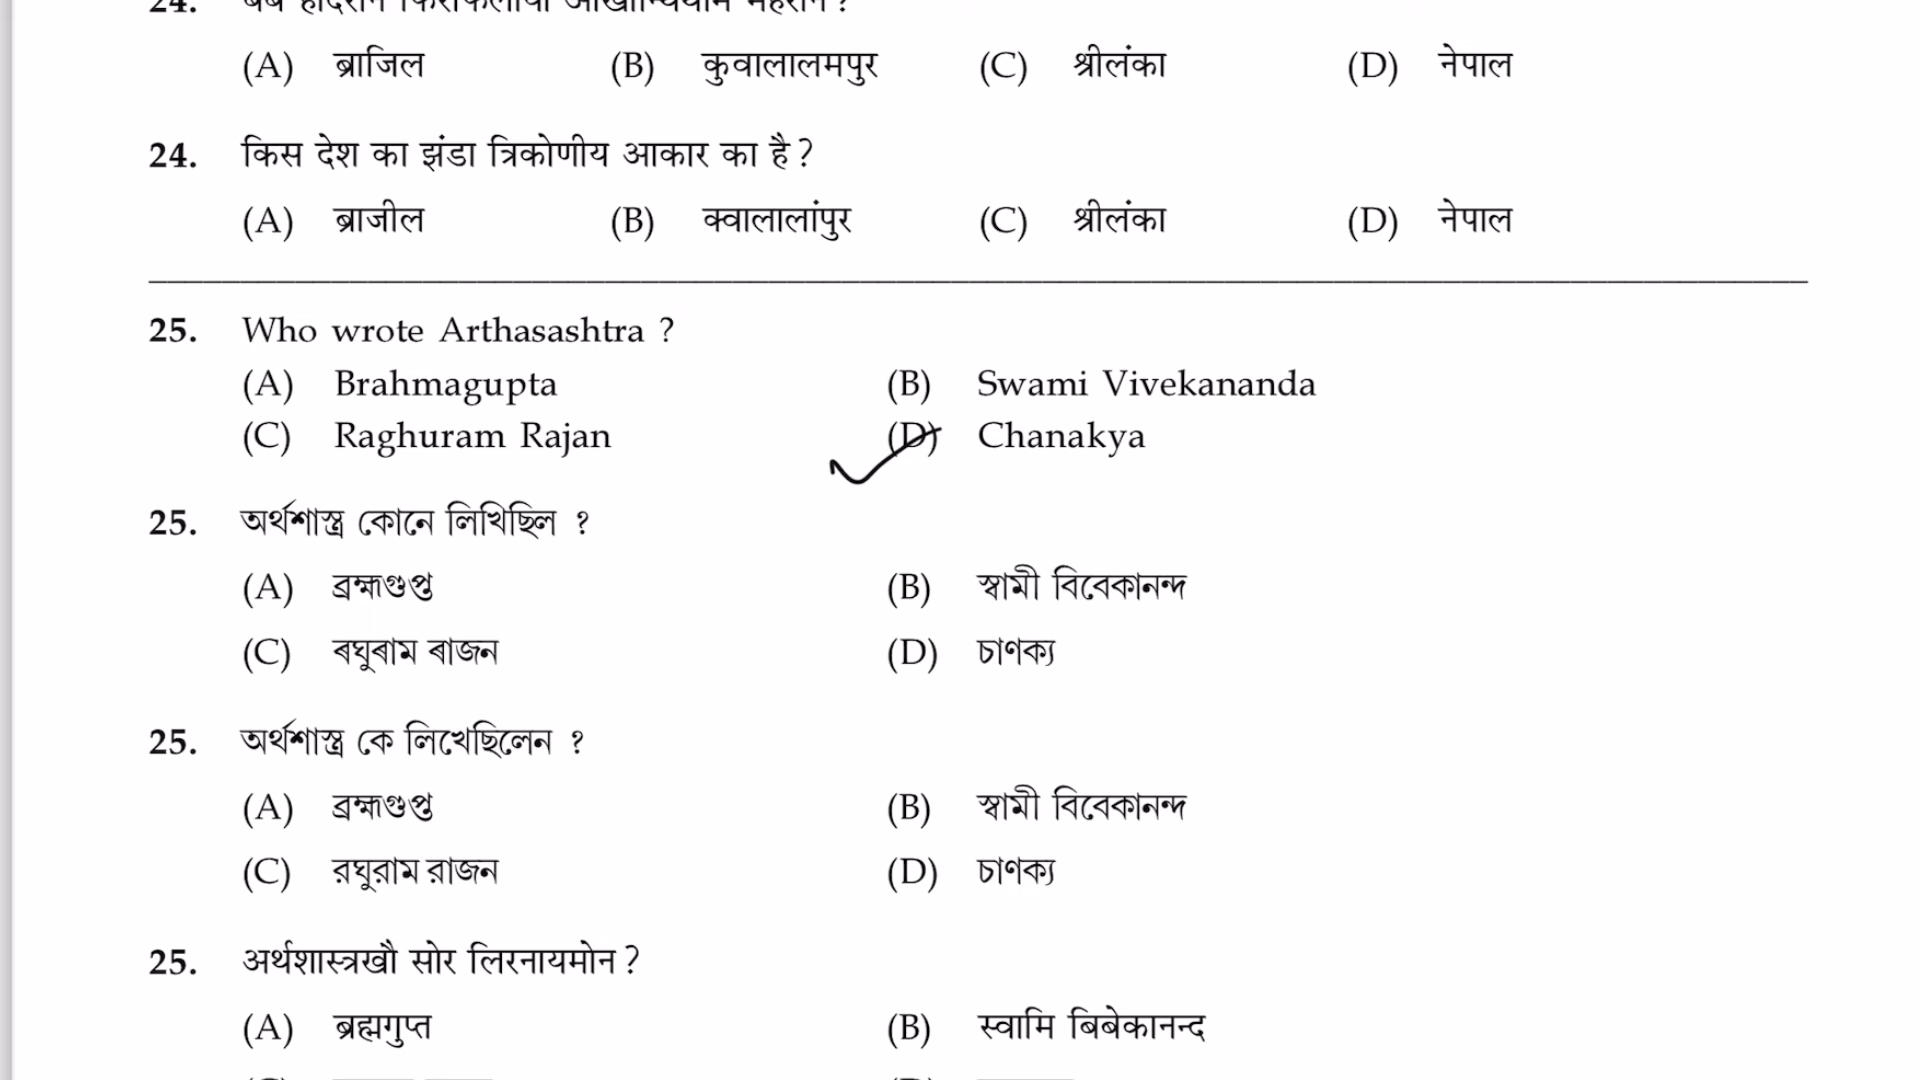 24.
(A) ब्राजिल (B) कुवालालमपुर (C) श्रीलंका (D) नेपाल
24. किस देश का झंडा त्रिकोणीय आकार का है ?
(A) ब्राजील (B) क्वालालांपुर (C) श्रीलंका (D) नेपाल
25. Who wrote Arthasashtra ?
(A) Brahmagupta (B) Swami Vivekananda
(C) Raghuram Rajan (D) Chanakya
25. অৰ্থশাস্ত্ৰ কোনে লিখিছিল ?
(A) ব্ৰহ্মগুপ্ত (B) স্বামী বিবেকানন্দ
(C) ৰঘুৰাম ৰাজন (D) চাণক্য
25. অর্থশাস্ত্র কে লিখেছিলেন ?
(A) ব্রহ্মগুপ্ত (B) স্বামী বিবেকানন্দ
(C) রঘুরাম রাজন (D) চাণক্য
25. अर्थशास्त्रखौ सोर लिरनायमोन ?
(A) ब्रह्मगुप्त (B) स्वामि बिबेकानन्द